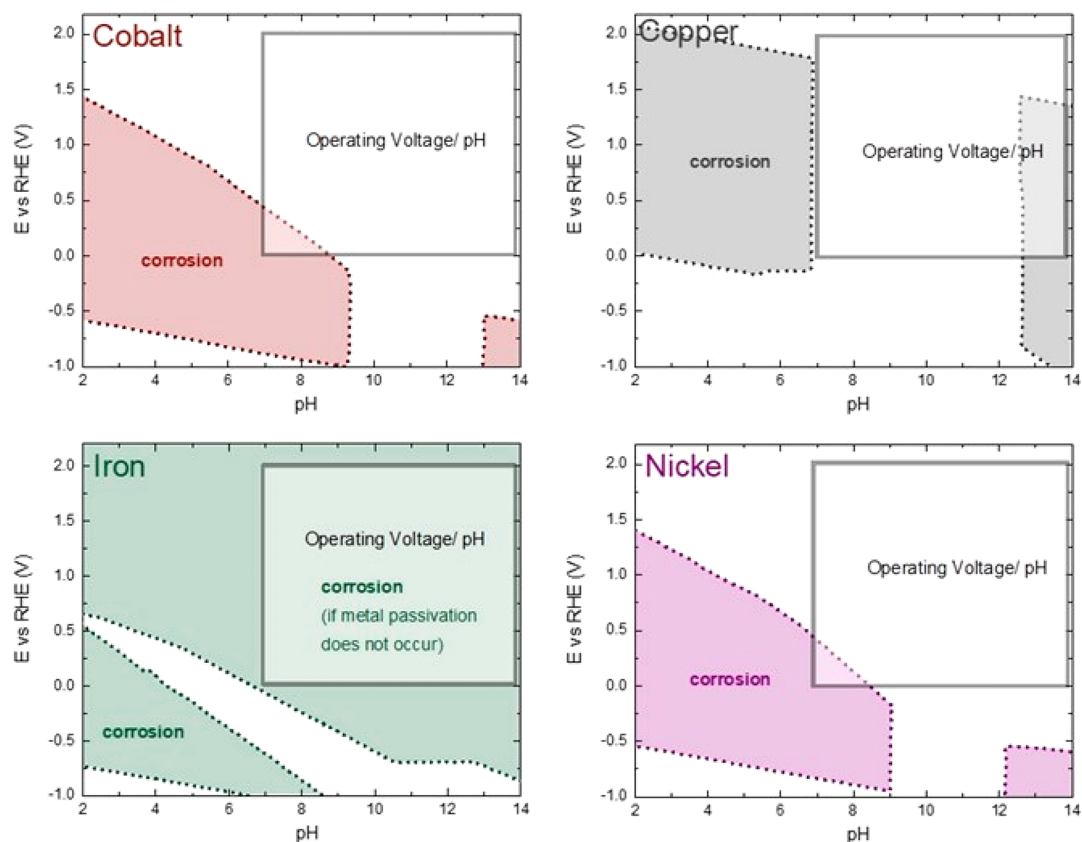 Cobalt
2.0
1.5
1.0
0.5
0.0
-0.5
-1.0
E vs RHE (V)
Operating Voltage/ pH
corrosion
2 4 6 8 10 12 14
pH
Copper
2.0
1.5
1.0
0.5
0.0
-0.5
-1.0
E vs RHE (V)
corrosion
Operating Voltage/ pH
2 4 6 8 10 12 14
pH
Iron
2.0
1.5
1.0
0.5
0.0
-0.5
-1.0
E vs RHE (V)
Operating Voltage/ pH
corrosion
(if metal passivation
does not occur)
corrosion
2 4 6 8 10 12 14
pH
Nickel
2.0
1.5
1.0
0.5
0.0
-0.5
-1.0
E vs RHE (V)
Operating Voltage/ pH
corrosion
2 4 6 8 10 12 14
pH